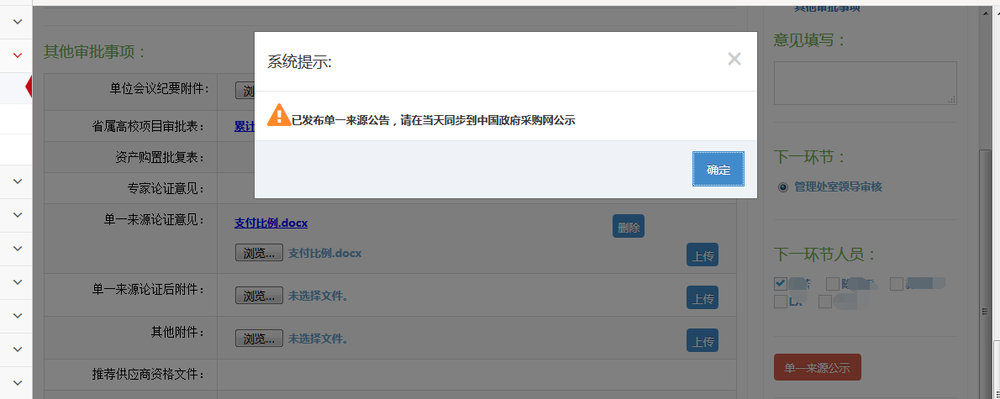 其他审批事项
其他审批事项：
单位会议纪要附件：
省属高校项目审批表：
累计
资产购置批复表：
专家论证意见：
单一来源论证意见：
支付比例.docx
删除
浏览... 支付比例.docx
上传
单一来源论证后附件：
浏览... 未选择文件。
上传
其他附件：
浏览... 未选择文件。
上传
推荐供应商资格文件：
系统提示:
×
已发布单一来源公告，请在当天同步到中国政府采购网公示
确定
意见填写：
下一环节：
管理处室领导审核
下一环节人员：
单一来源公示